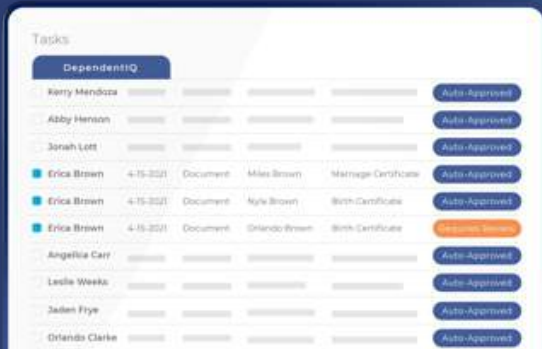 Tasks
DependentIQ
Kerry Mendoza Auto-Approved
Abby Henson Auto-Approved
Jonah Lott Auto-Approved
Erica Brown 4-15-2021 Document Miles Brown Marriage Certificate Auto-Approved
Erica Brown 4-15-2021 Document Nyle Brown Birth Certificate Auto-Approved
Erica Brown 4-15-2021 Document Orlando Brown Birth Certificate Requires Review
Angelica Carr Auto-Approved
Leslie Weeks Auto-Approved
Jaden Frye Auto-Approved
Orlando Clarke Auto-Approved